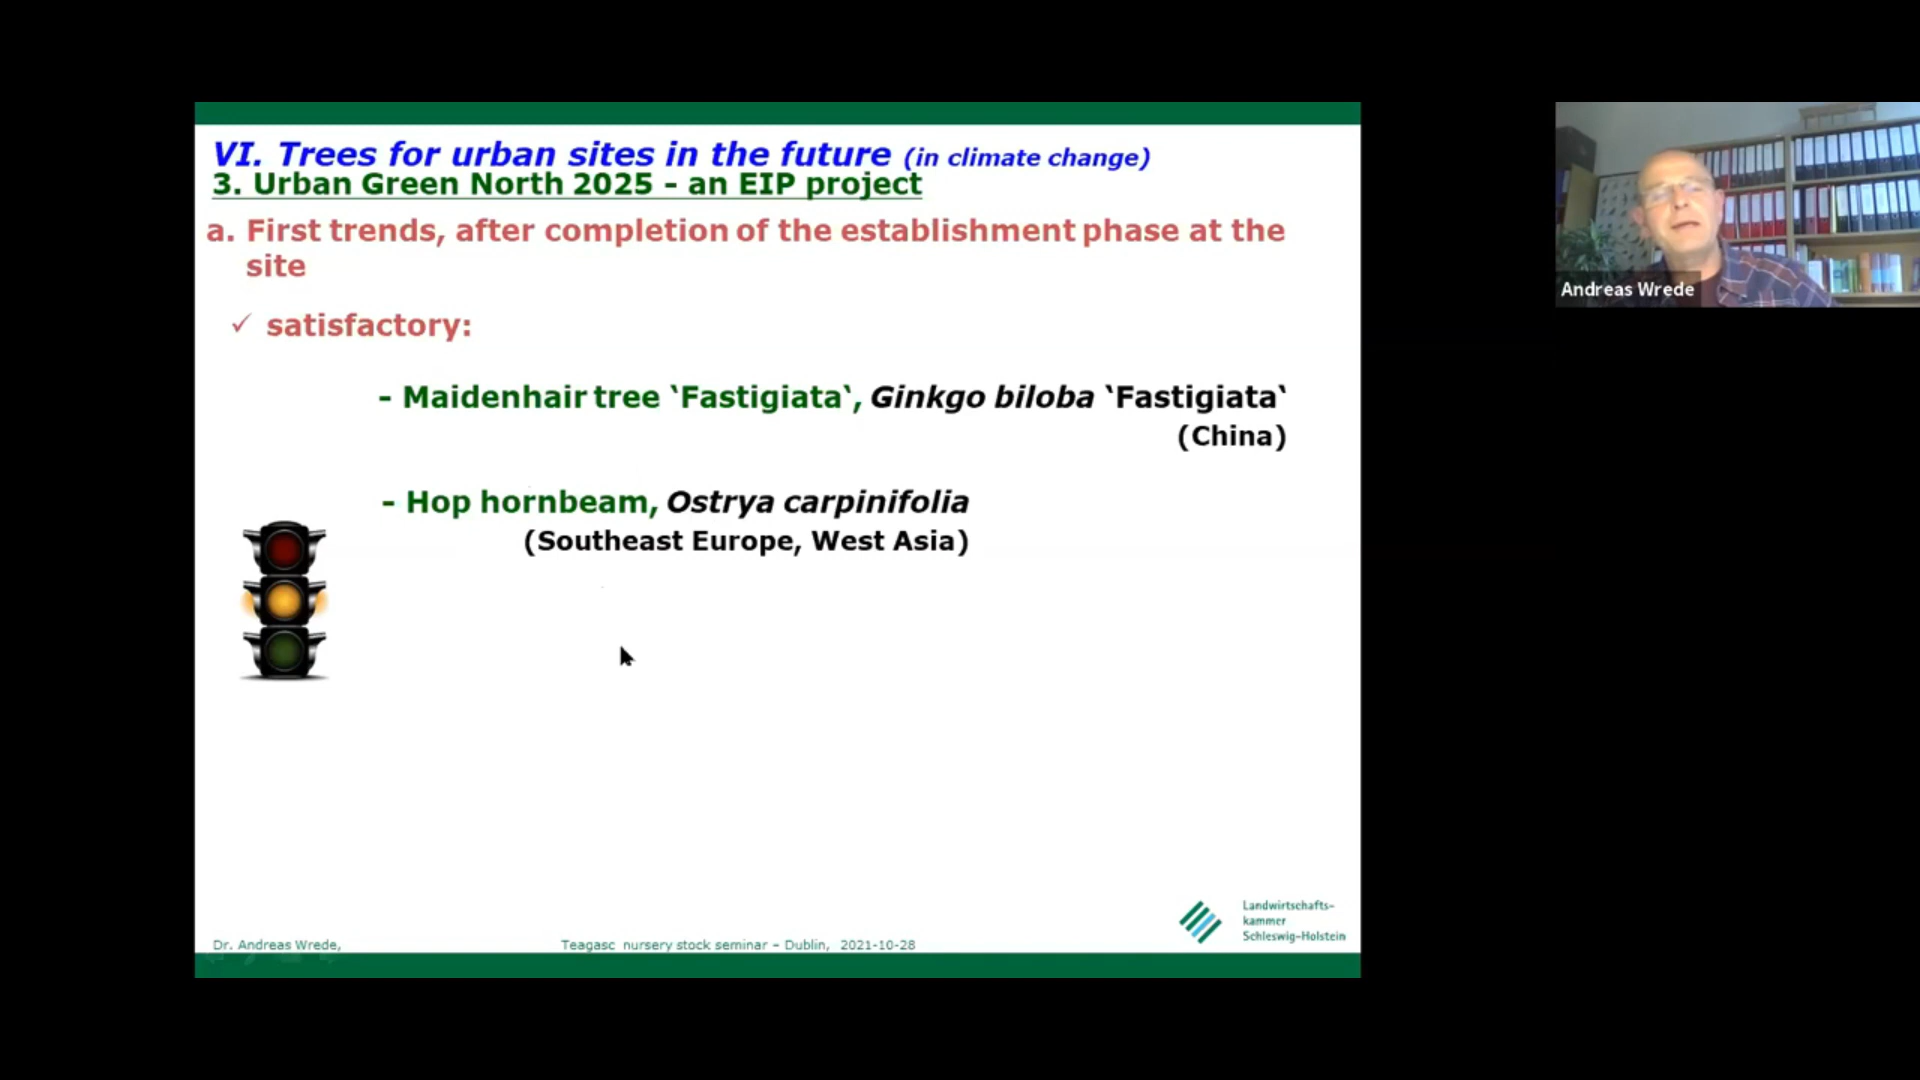 VI. Trees for urban sites in the future (in climate change)
3. Urban Green North 2025 - an EIP project
a. First trends, after completion of the establishment phase at the
site
✓ satisfactory:
- Maidenhair tree ‛Fastigiata‛, Ginkgo biloba ‛Fastigiata‛
(China)
- Hop hornbeam, Ostrya carpinifolia
(Southeast Europe, West Asia)
Landwirtschafts-
kammer
Schleswig-Holstein
Dr. Andreas Wrede,
Teagasc nursery stock seminar – Dublin, 2021-10-28
Andreas Wrede